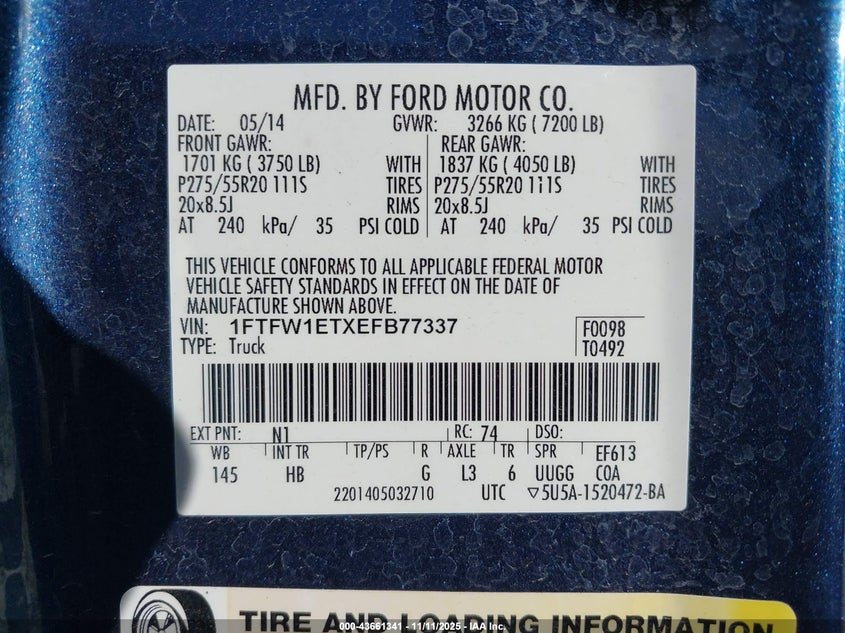 MFD. BY FORD MOTOR CO.
DATE: 05/14 GVWR: 3266 KG ( 7200 LB)
FRONT GAWR: REAR GAWR:
1701 KG ( 3750 LB) WITH 1837 KG ( 4050 LB) WITH
P275/55R20 111S TIRES P275/55R20 111S TIRES
20x8.5J RIMS 20x8.5J RIMS
AT 240 kPa/ 35 PSI COLD AT 240 kPa/ 35 PSI COLD
THIS VEHICLE CONFORMS TO ALL APPLICABLE FEDERAL MOTOR
VEHICLE SAFETY STANDARDS IN EFFECT ON THE DATE OF
MANUFACTURE SHOWN ABOVE.
VIN: 1FTFW1ETXEFB77337 F0098
TYPE: Truck T0492
EXT PNT: N1 RC: 74 DSO:
WB INT TR TP/PS R AXLE TR SPR EF613
145 HB G L3 6 UUGG COA
2201405032710 UTC ▽5U5A-1520472-BA
TIRE AND LOADING INFORMATION
000-43661341 - 11/11/2025 - IAA Inc.